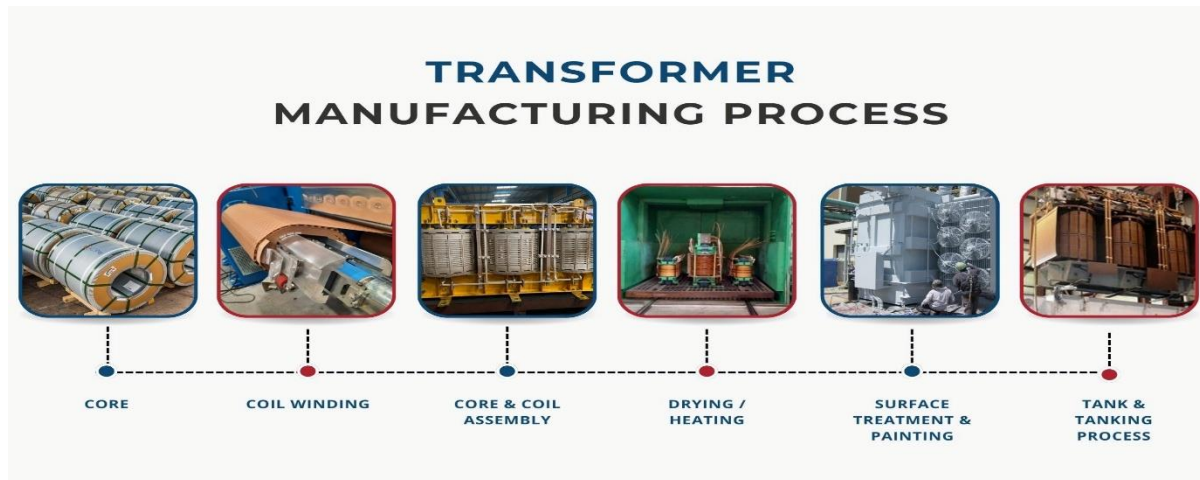 TRANSFORMER
MANUFACTURING PROCESS
CORE
COIL WINDING
CORE & COIL
ASSEMBLY
DRYING /
HEATING
SURFACE
TREATMENT &
PAINTING
TANK &
TANKING
PROCESS